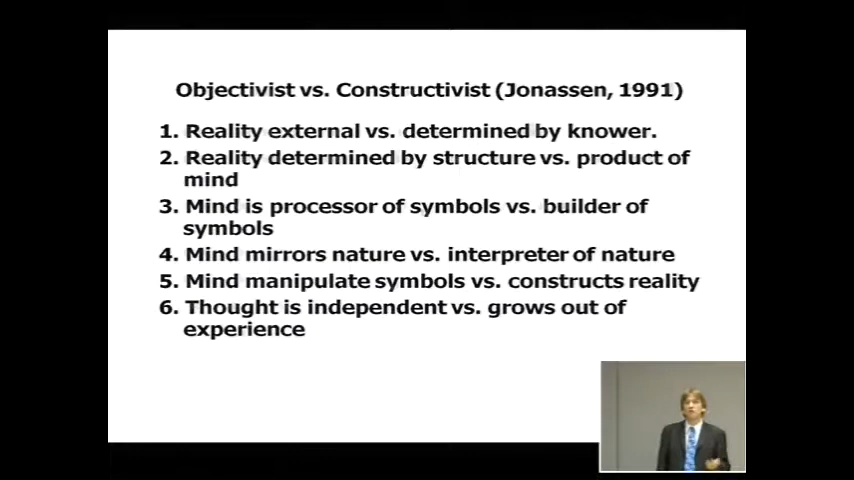 Objectivist vs. Constructivist (Jonassen, 1991)
1. Reality external vs. determined by knower.
2. Reality determined by structure vs. product of
mind
3. Mind is processor of symbols vs. builder of
symbols
4. Mind mirrors nature vs. interpreter of nature
5. Mind manipulate symbols vs. constructs reality
6. Thought is independent vs. grows out of
experience